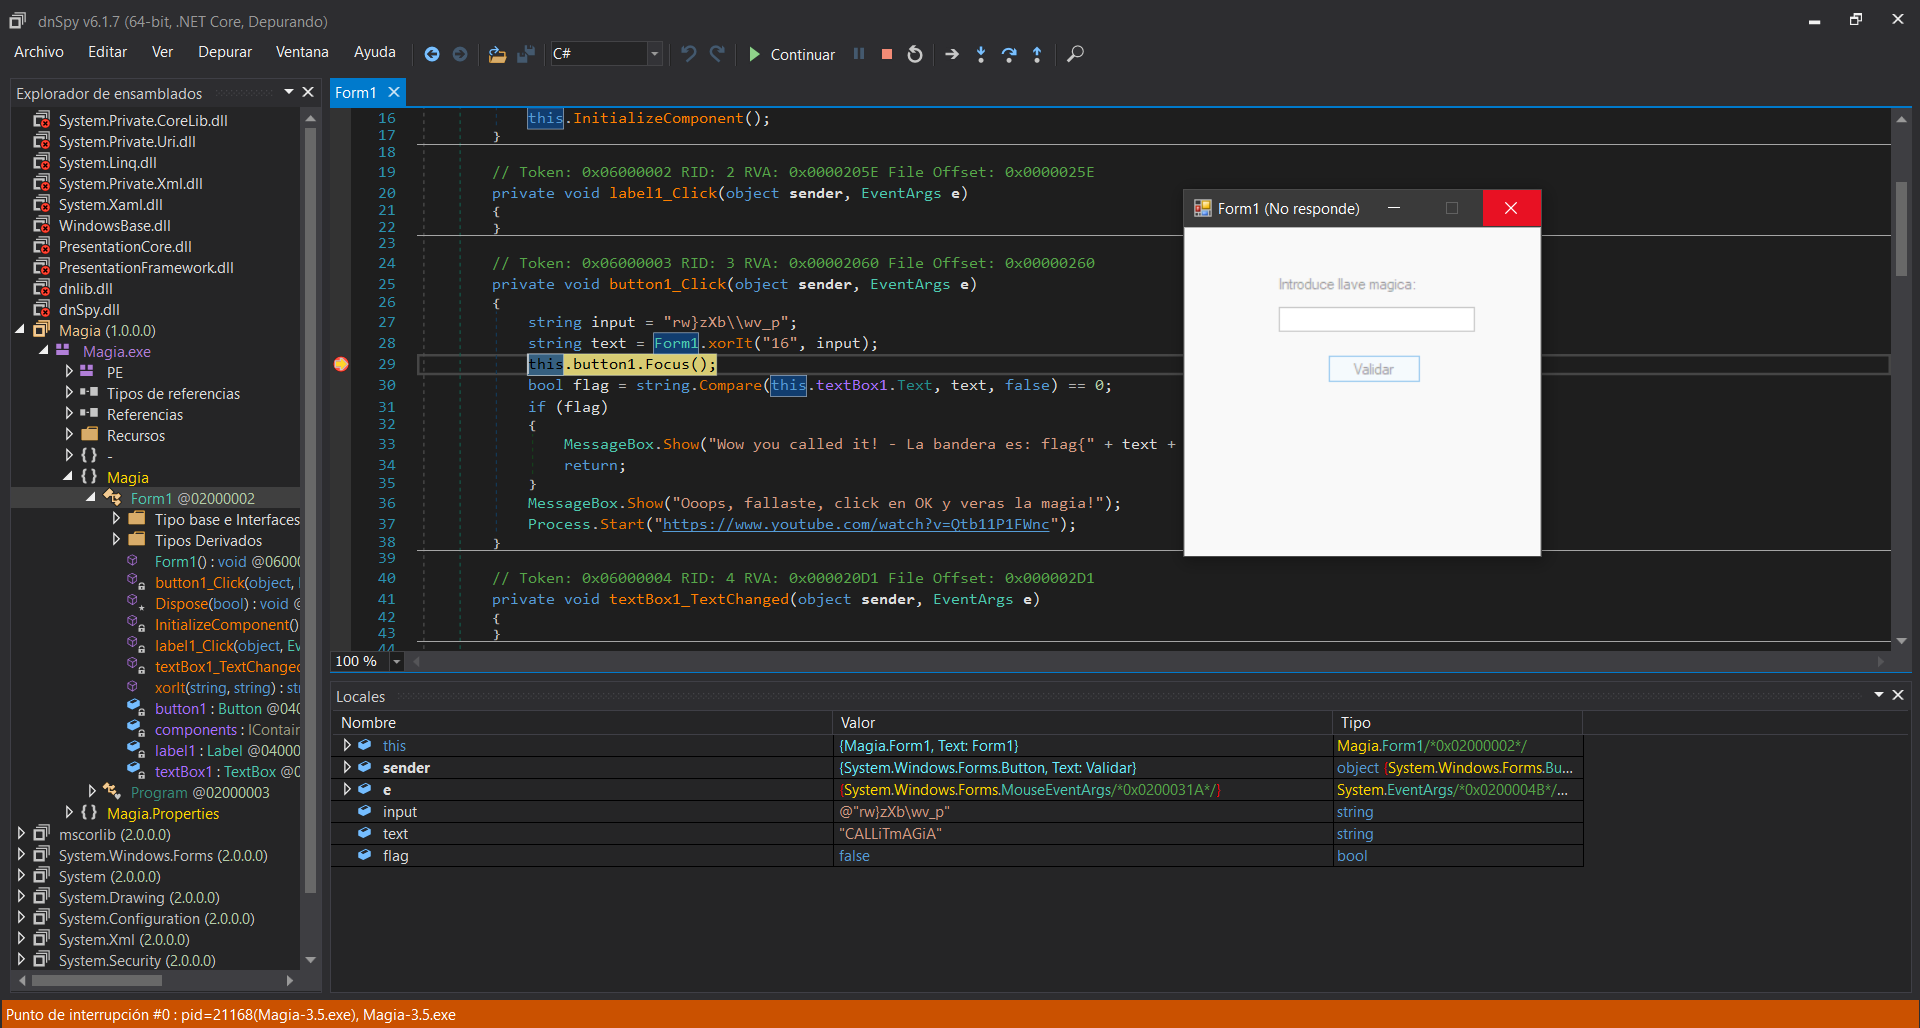 dnSpy v6.1.7 (64-bit, .NET Core, Depurando)
Archivo Editar Ver Depurar Ventana Ayuda C# Continuar
Explorador de ensamblados
System.Private.CoreLib.dll
System.Private.Uri.dll
System.Linq.dll
System.Private.Xml.dll
System.Xaml.dll
WindowsBase.dll
PresentationCore.dll
PresentationFramework.dll
dnlib.dll
dnSpy.dll
Magia (1.0.0.0)
Magia.exe
PE
Tipos de referencias
Referencias
Recursos
{ } -
{ } Magia
Form1 @02000002
Tipo base e Interfaces
Tipos Derivados
Form1() : void @0600
button1_Click(object,
Dispose(bool) : void @
InitializeComponent()
label1_Click(object, Ev
textBox1_TextChanged
xorIt(string, string) : st
button1 : Button @040
components : IContain
label1 : Label @04000
textBox1 : TextBox @0
Program @02000003
{ } Magia.Properties
mscorlib (2.0.0.0)
System.Windows.Forms (2.0.0.0)
System (2.0.0.0)
System.Drawing (2.0.0.0)
System.Configuration (2.0.0.0)
System.Xml (2.0.0.0)
System.Security (2.0.0.0)
Form1
16 this.InitializeComponent();
17 }
18
19 // Token: 0x06000002 RID: 2 RVA: 0x0000205E File Offset: 0x0000025E
20 private void label1_Click(object sender, EventArgs e)
21 {
22 }
23
24 // Token: 0x06000003 RID: 3 RVA: 0x00002060 File Offset: 0x00000260
25 private void button1_Click(object sender, EventArgs e)
26 {
27 string input = "rw}zXb\\wv_p";
28 string text = Form1.xorIt("16", input);
29 this.button1.Focus();
30 bool flag = string.Compare(this.textBox1.Text, text, false) == 0;
31 if (flag)
32 {
33 MessageBox.Show("Wow you called it! - La bandera es: flag{" + text +
34 return;
35 }
36 MessageBox.Show("Ooops, fallaste, click en OK y veras la magia!");
37 Process.Start("https://www.youtube.com/watch?v=Qtb11P1FWnc");
38 }
39
40 // Token: 0x06000004 RID: 4 RVA: 0x000020D1 File Offset: 0x000002D1
41 private void textBox1_TextChanged(object sender, EventArgs e)
42 {
43 }
44
100 %
Form1 (No responde)
Introduce llave magica:
Validar
Locales
Nombre Valor Tipo
this {Magia.Form1, Text: Form1} Magia.Form1/*0x02000002*/
sender {System.Windows.Forms.Button, Text: Validar} object {System.Windows.Forms.Bu...
e {System.Windows.Forms.MouseEventArgs/*0x0200031A*/} System.EventArgs/*0x0200004B*/...
input @"rw}zXb\wv_p" string
text "CALLiTmAGiA" string
flag false bool
Punto de interrupción #0 : pid=21168(Magia-3.5.exe), Magia-3.5.exe